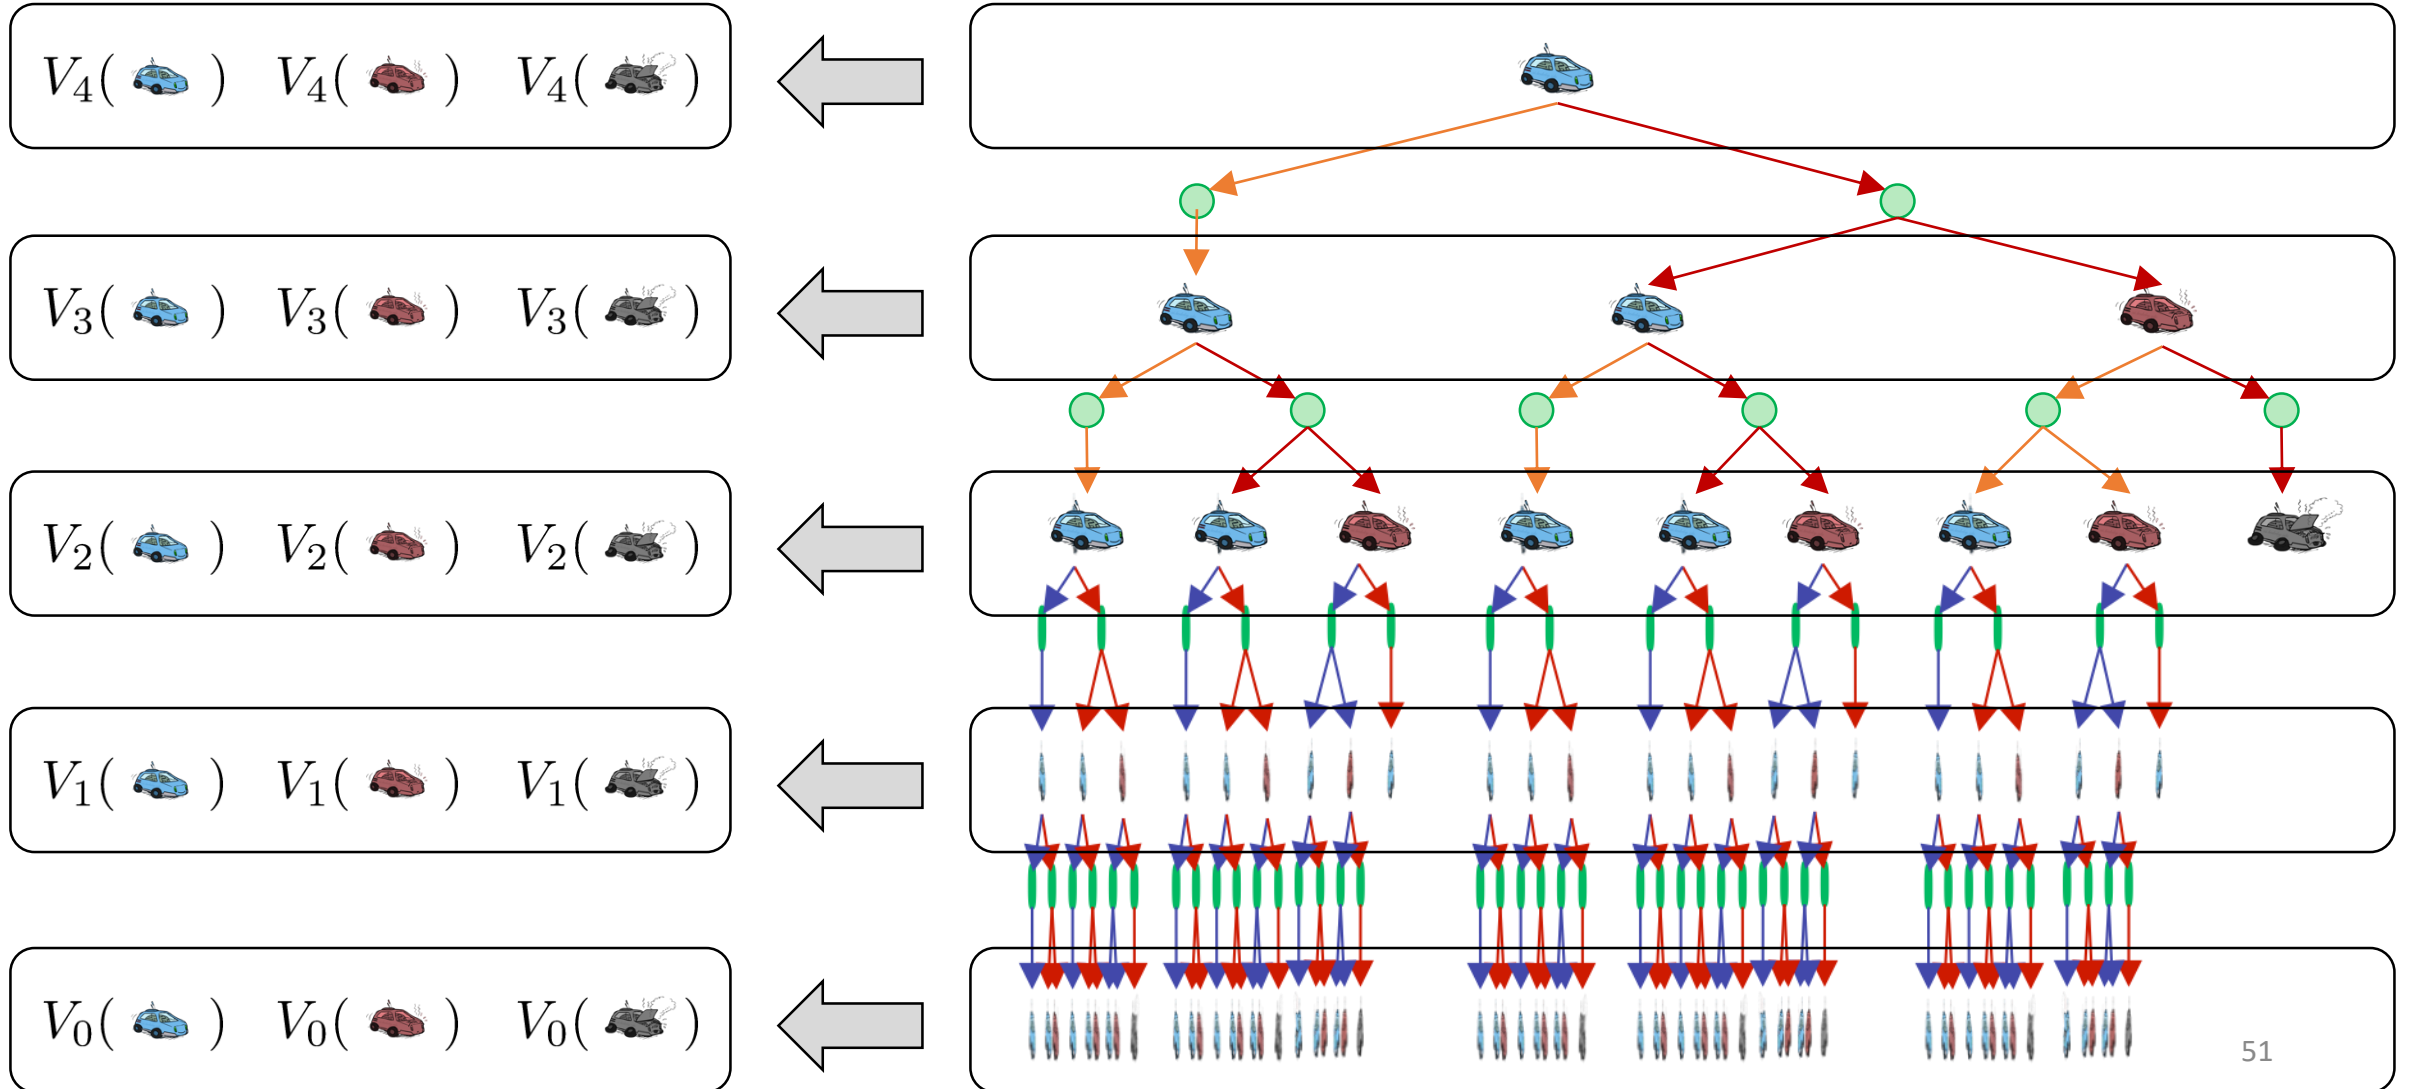 V₄( ) V₄( ) V₄( )
V₃( ) V₃( ) V₃( )
V₂( ) V₂( ) V₂( )
V₁( ) V₁( ) V₁( )
V₀( ) V₀( ) V₀( )
51